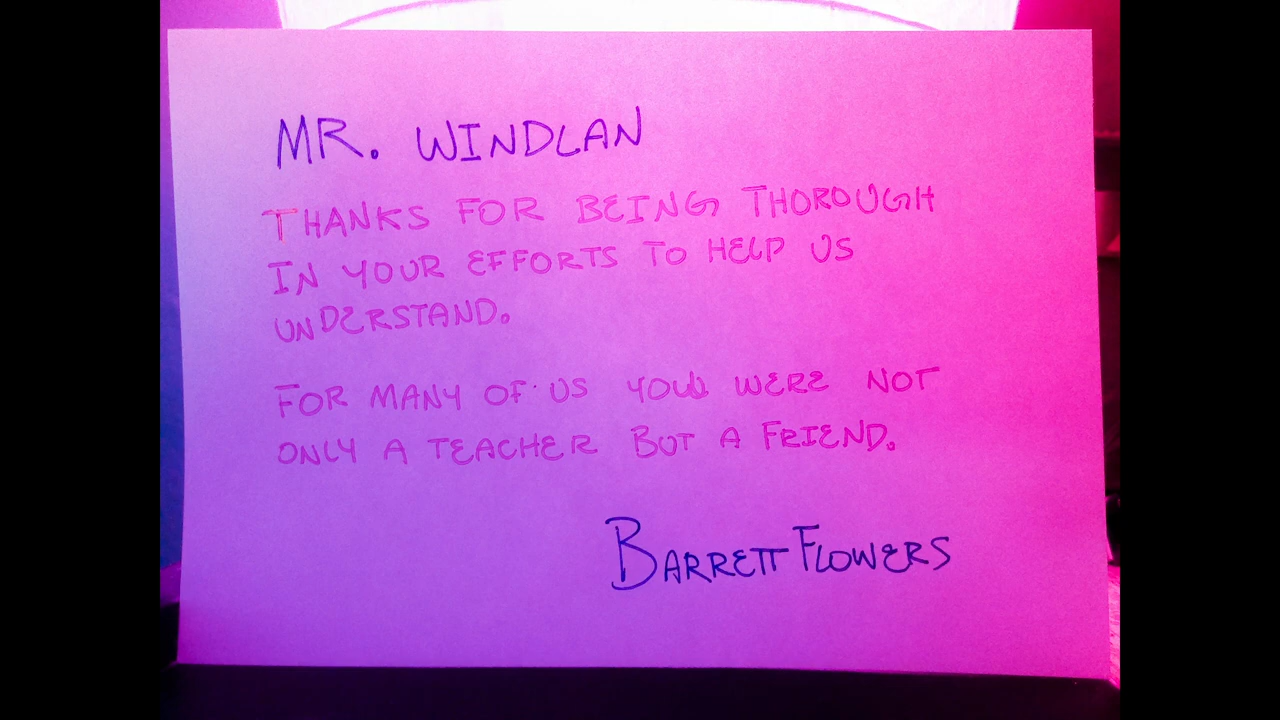 MR. WINDLAN
THANKS FOR BEING THOROUGH
IN YOUR EFFORTS TO HELP US
UNDERSTAND.
FOR MANY OF US YOU WERE NOT
ONLY A TEACHER BUT A FRIEND.
BARRETT FLOWERS